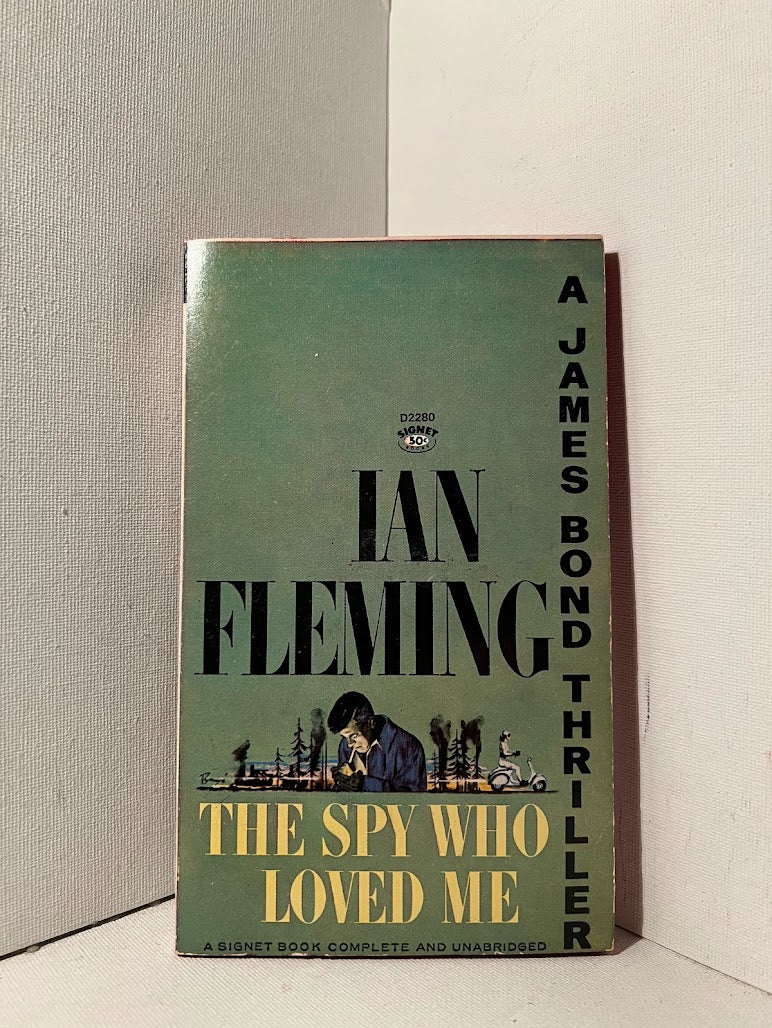 D2280
SIGNET
50¢
BOOKS
IAN
FLEMING
A JAMES BOND THRILLER
THE SPY WHO
LOVED ME
A SIGNET BOOK COMPLETE AND UNABRIDGED